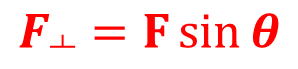 F⊥ = F sin θ